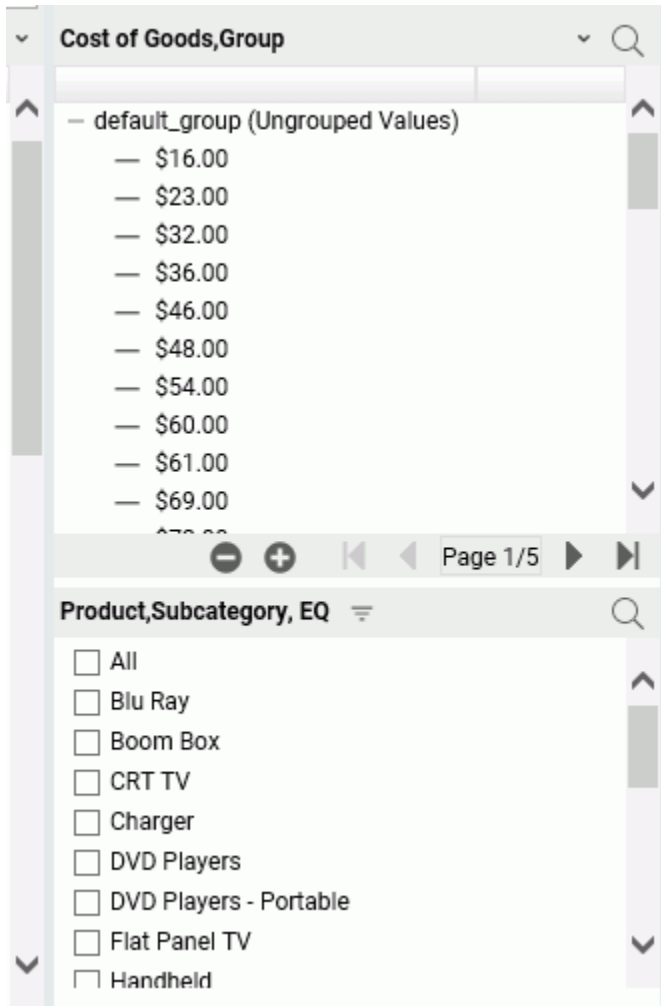 Cost of Goods,Group
default_group (Ungrouped Values)
$16.00
$23.00
$32.00
$36.00
$46.00
$48.00
$54.00
$60.00
$61.00
$69.00
Page 1/5
Product,Subcategory, EQ
All
Blu Ray
Boom Box
CRT TV
Charger
DVD Players
DVD Players - Portable
Flat Panel TV
Handheld